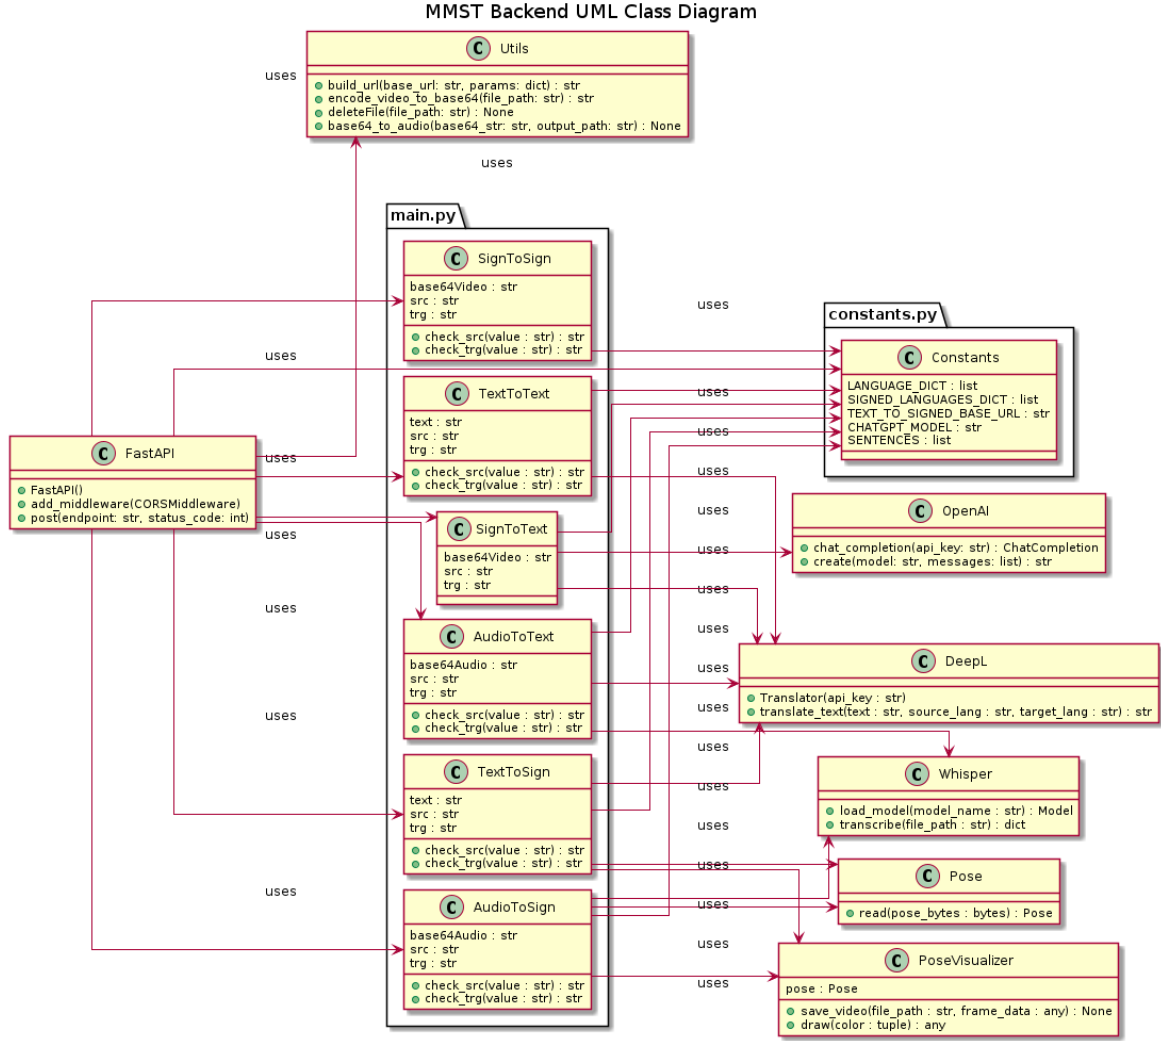 MMST Backend UML Class Diagram
C Utils
build_url(base_url: str, params: dict) : str
encode_video_to_base64(file_path: str) : str
deleteFile(file_path: str) : None
base64_to_audio(base64_str: str, output_path: str) : None
uses
uses
main.py
C SignToSign
base64Video : str
src : str
trg : str
check_src(value : str) : str
check_trg(value : str) : str
uses
uses
constants.py
C Constants
LANGUAGE_DICT : list
SIGNED_LANGUAGES_DICT : list
TEXT_TO_SIGNED_BASE_URL : str
CHATGPT_MODEL : str
SENTENCES : list
C TextToText
text : str
src : str
trg : str
check_src(value : str) : str
check_trg(value : str) : str
uses
uses
uses
uses
C FastAPI
FastAPI()
add_middleware(CORSMiddleware)
post(endpoint: str, status_code: int)
uses
C SignToText
base64Video : str
src : str
trg : str
uses
uses
uses
C OpenAI
chat_completion(api_key: str) : ChatCompletion
create(model: str, messages: list) : str
uses
C AudioToText
base64Audio : str
src : str
trg : str
check_src(value : str) : str
check_trg(value : str) : str
uses
uses
uses
C DeepL
Translator(api_key : str)
translate_text(text : str, source_lang : str, target_lang : str) : str
uses
C TextToSign
text : str
src : str
trg : str
check_src(value : str) : str
check_trg(value : str) : str
uses
uses
uses
uses
C Whisper
load_model(model_name : str) : Model
transcribe(file_path : str) : dict
C Pose
read(pose_bytes : bytes) : Pose
uses
C AudioToSign
base64Audio : str
src : str
trg : str
check_src(value : str) : str
check_trg(value : str) : str
uses
uses
uses
C PoseVisualizer
pose : Pose
save_video(file_path : str, frame_data : any) : None
draw(color : tuple) : any